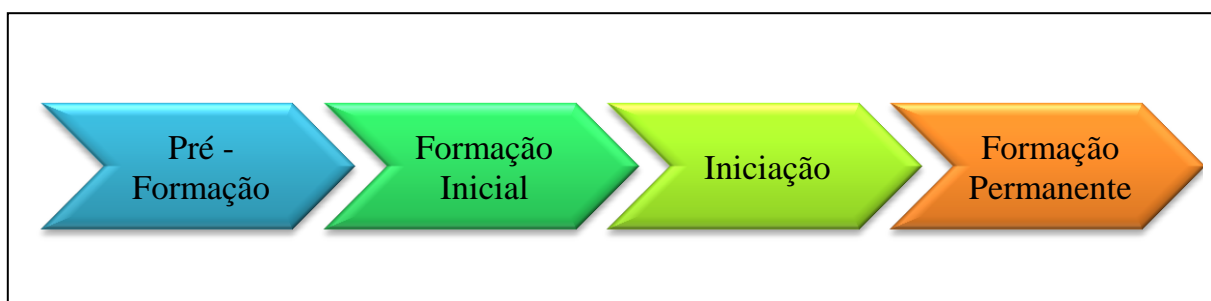 Pré -
Formação
Formação
Inicial
Iniciação
Formação
Permanente